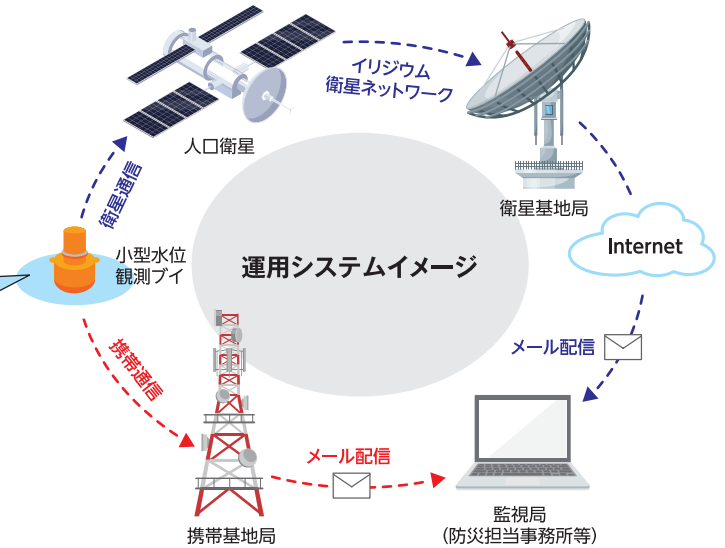 イリジウム
衛星ネットワーク
人口衛星
衛星通信
衛星基地局
小型水位
観測ブイ
運用システムイメージ
Internet
携帯通信
メール配信
メール配信
携帯基地局
監視局
（防災担当事務所等）